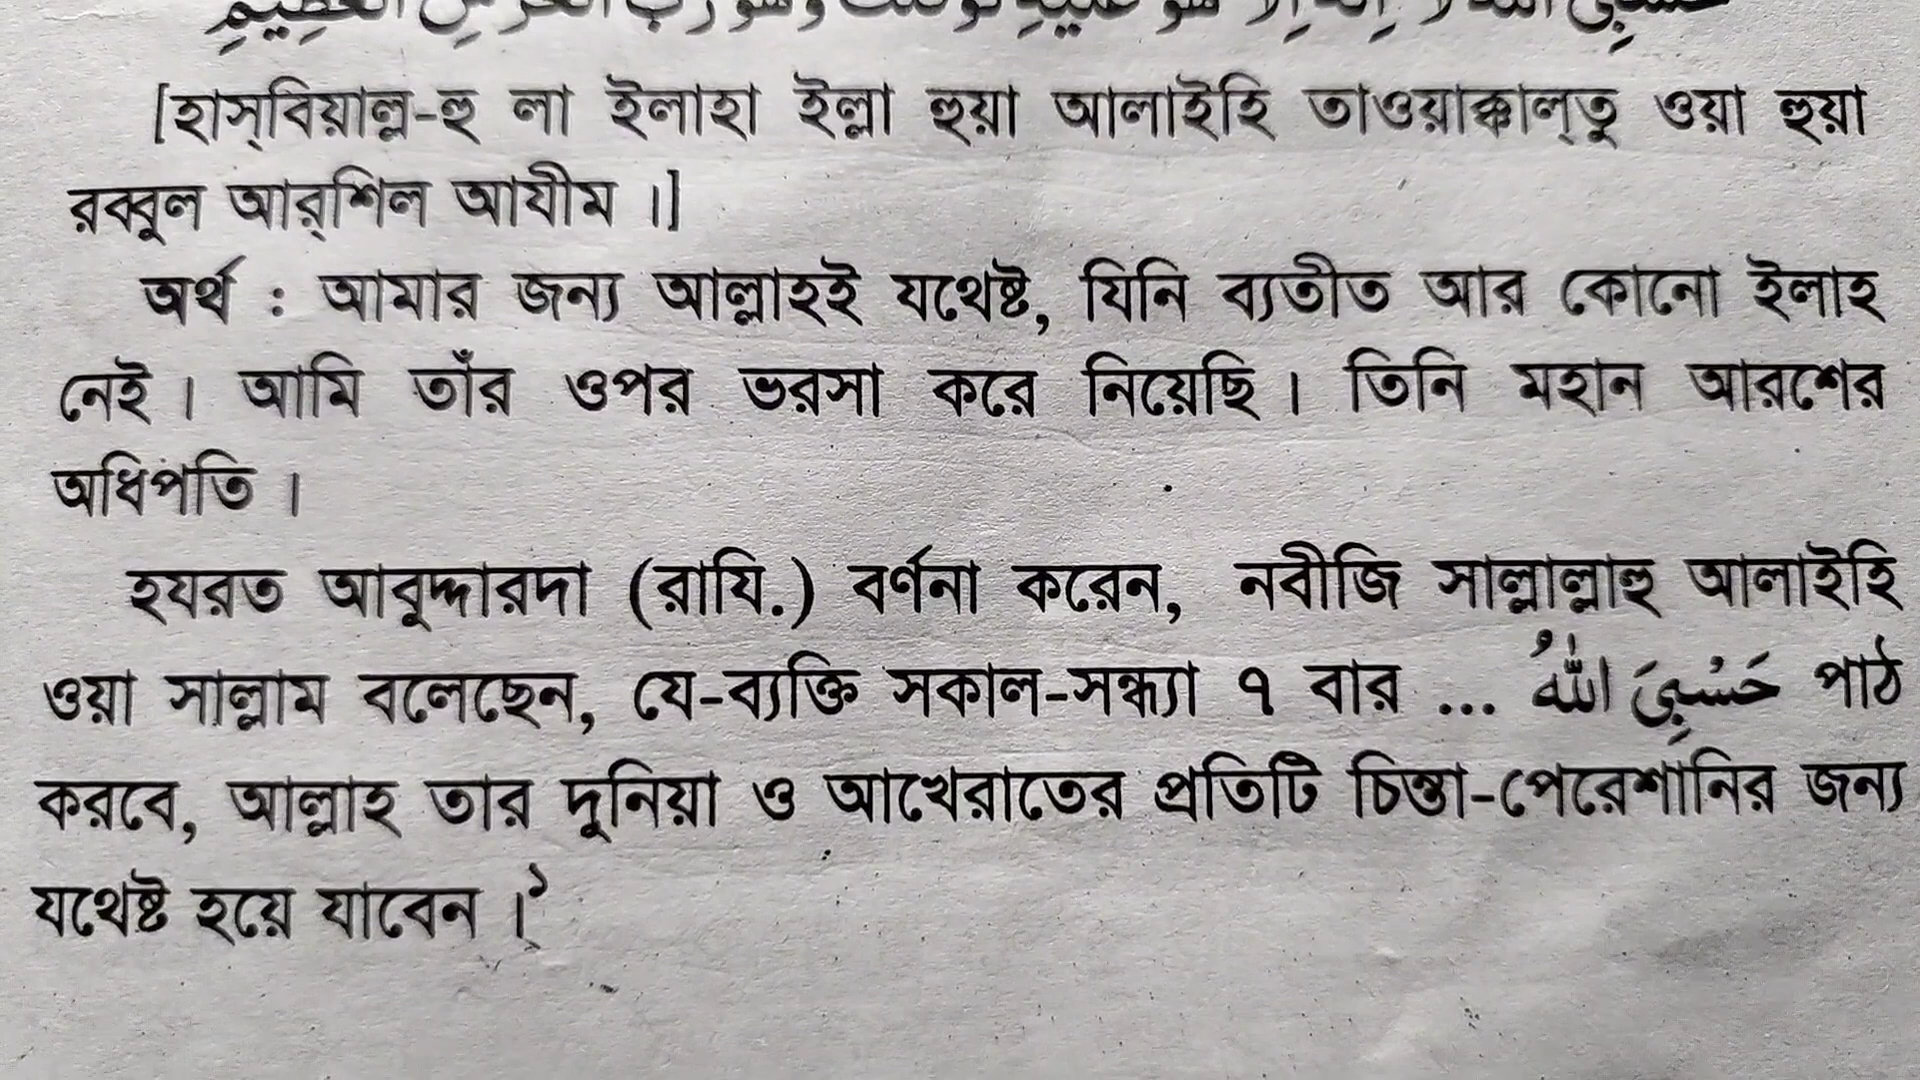 [হাস্‌বিয়াল্ল-হু লা ইলাহা ইল্লা হুয়া আলাইহি তাওয়াক্কাল্‌তু ওয়া হুয়া
রব্বুল আর্‌শিল আযীম।]
অর্থ : আমার জন্য আল্লাহই যথেষ্ট, যিনি ব্যতীত আর কোনো ইলাহ
নেই। আমি তাঁর ওপর ভরসা করে নিয়েছি। তিনি মহান আরশের
অধিপতি।
হযরত আবুদ্দারদা (রাযি.) বর্ণনা করেন, নবীজি সাল্লাল্লাহু আলাইহি
ওয়া সাল্লাম বলেছেন, যে-ব্যক্তি সকাল-সন্ধ্যা ৭ বার ... حَسْبِيَ اللهُ পাঠ
করবে, আল্লাহ তার দুনিয়া ও আখেরাতের প্রতিটি চিন্তা-পেরেশানির জন্য
যথেষ্ট হয়ে যাবেন।১